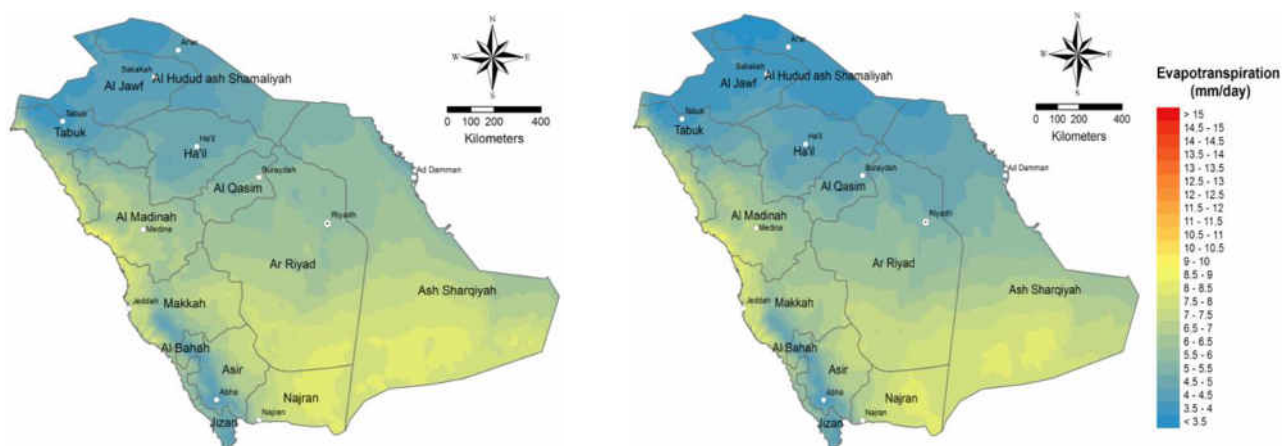 N
W E
S
0 100 200 400
Kilometers
Arar
Sakakah
Al Hudud ash Shamaliyah
Al Jawf
Tabuk
Tabuk
Ha'il
Ha'il
Buraydah
Al Qasim
Ad Damman
Al Madinah
Medina
Riyadh
Ar Riyad
Ash Sharqiyah
Jeddah
Makkah
Al Bahah
Asir
Abha
Najran
Najran
Jizan
N
W E
S
0 100 200 400
Kilometers
Arar
Sakakah
Al Hudud ash Shamaliyah
Al Jawf
Tabuk
Tabuk
Ha'il
Ha'il
Buraydah
Al Qasim
Ad Damman
Al Madinah
Medina
Riyadh
Ar Riyad
Ash Sharqiyah
Jeddah
Makkah
Al Bahah
Asir
Abha
Najran
Najran
Jizan
Evapotranspiration
(mm/day)
> 15
14.5 - 15
13.5 - 14
13 - 13.5
12.5 - 13
12 - 12.5
11.5 - 12
11 - 11.5
10.5 - 11
10 - 10.5
9 - 10
8.5 - 9
8 - 8.5
7.5 - 8
7 - 7.5
6.5 - 7
6 - 6.5
5.5 - 6
5 - 5.5
4.5 - 5
4 - 4.5
3.5 - 4
< 3.5